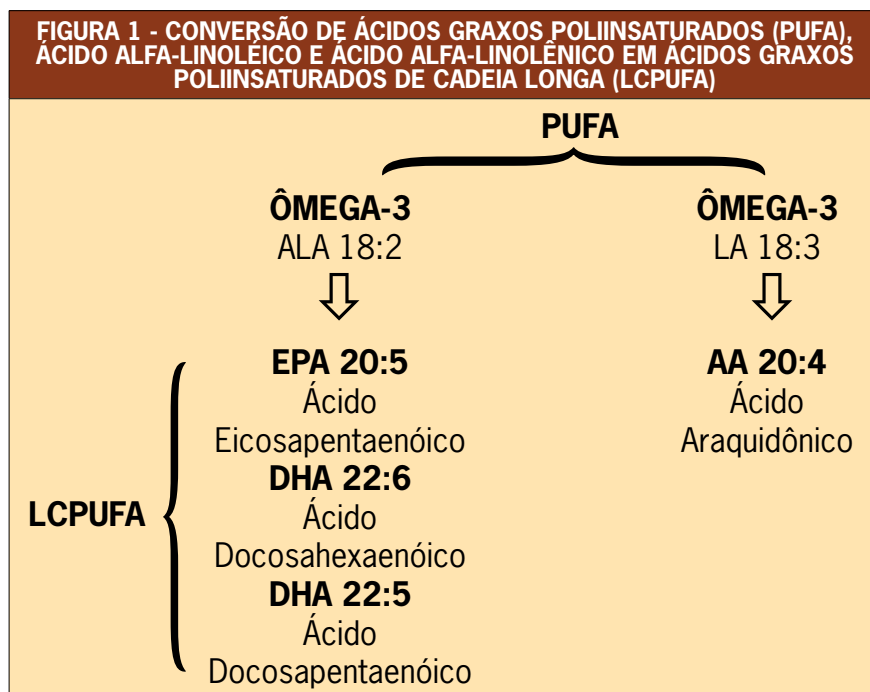 FIGURA 1 - CONVERSÃO DE ÁCIDOS GRAXOS POLIINSATURADOS (PUFA),
ÁCIDO ALFA-LINOLÉICO E ÁCIDO ALFA-LINOLÊNICO EM ÁCIDOS GRAXOS
POLIINSATURADOS DE CADEIA LONGA (LCPUFA)
PUFA
ÔMEGA-3
ALA 18:2
ÔMEGA-3
LA 18:3
LCPUFA
EPA 20:5
Ácido
Eicosapentaenóico
DHA 22:6
Ácido
Docosahexaenóico
DHA 22:5
Ácido
Docosapentaenóico
AA 20:4
Ácido
Araquidônico